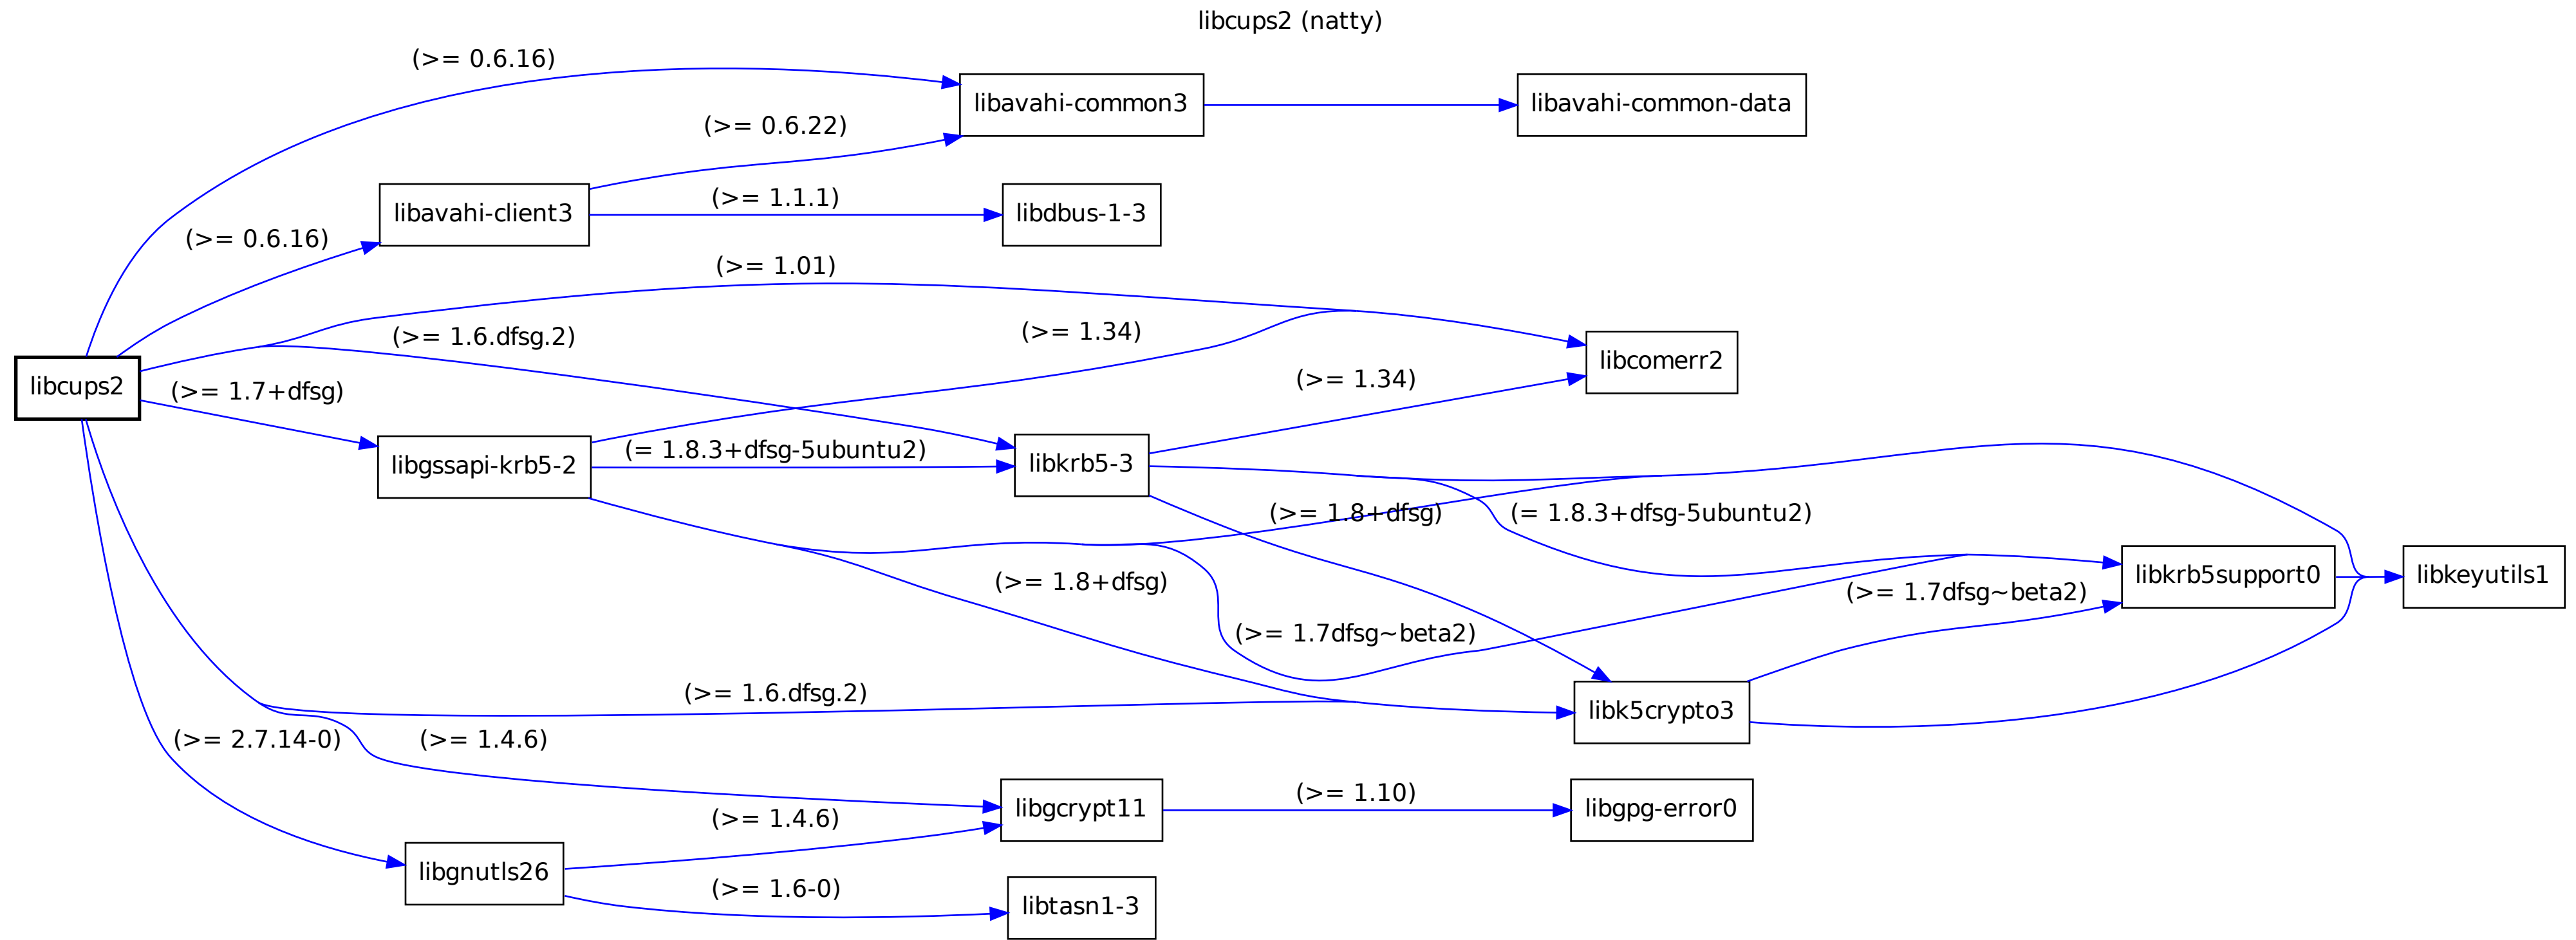 libcups2 (natty)
(>= 0.6.16)
libavahi-common3
libavahi-common-data
(>= 0.6.22)
libavahi-client3
(>= 1.1.1)
libdbus-1-3
(>= 0.6.16)
(>= 1.01)
(>= 1.6.dfsg.2)
(>= 1.34)
libcomerr2
libcups2
(>= 1.7+dfsg)
(>= 1.34)
libgssapi-krb5-2
(= 1.8.3+dfsg-5ubuntu2)
libkrb5-3
(>= 1.8+dfsg)
(= 1.8.3+dfsg-5ubuntu2)
(>= 1.8+dfsg)
libkrb5support0
libkeyutils1
(>= 1.7dfsg~beta2)
(>= 1.7dfsg~beta2)
(>= 1.6.dfsg.2)
libk5crypto3
(>= 2.7.14-0)
(>= 1.4.6)
libgcrypt11
(>= 1.10)
libgpg-error0
(>= 1.4.6)
libgnutls26
(>= 1.6-0)
libtasn1-3